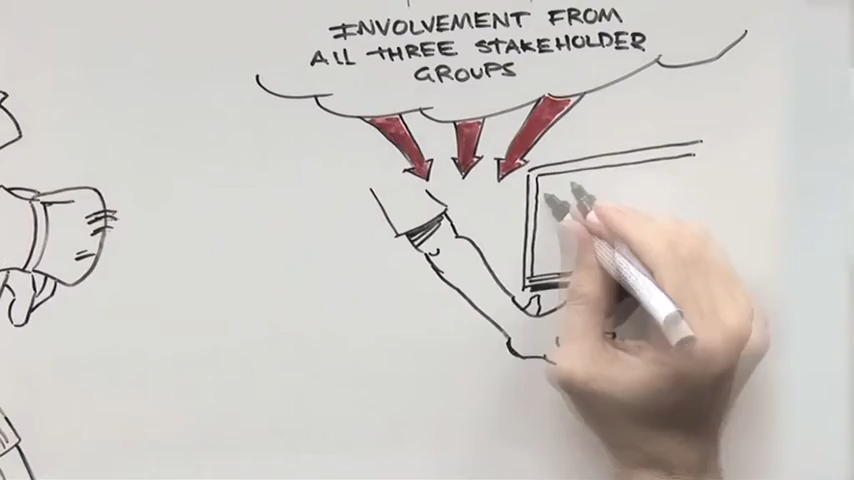 INVOLVEMENT FROM
ALL THREE STAKEHOLDER
GROUPS